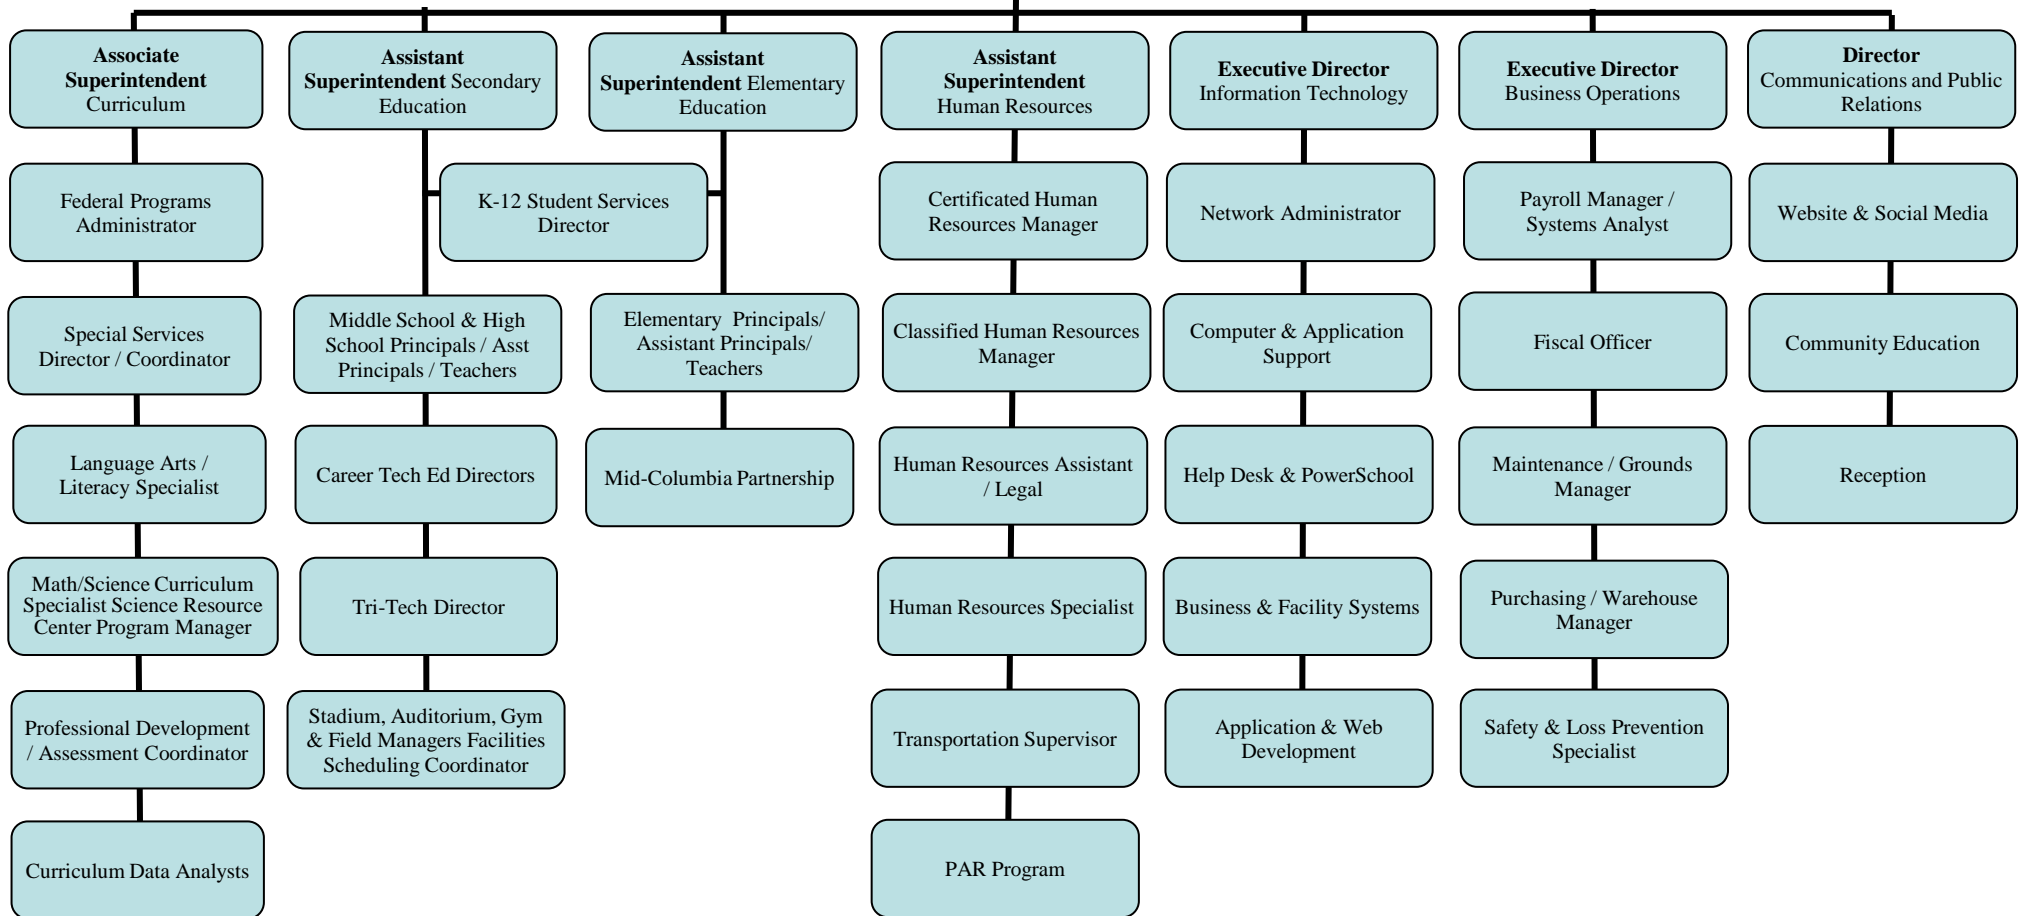 Associate
Superintendent
Curriculum
Assistant
Superintendent Secondary
Education
Assistant
Superintendent Elementary
Education
Assistant
Superintendent
Human Resources
Executive Director
Information Technology
Executive Director
Business Operations
Director
Communications and Public
Relations
Federal Programs
Administrator
K-12 Student Services
Director
Certificated Human
Resources Manager
Network Administrator
Payroll Manager /
Systems Analyst
Website & Social Media
Special Services
Director / Coordinator
Middle School & High
School Principals / Asst
Principals / Teachers
Elementary Principals/
Assistant Principals/
Teachers
Classified Human Resources
Manager
Computer & Application
Support
Fiscal Officer
Community Education
Language Arts /
Literacy Specialist
Career Tech Ed Directors
Mid-Columbia Partnership
Human Resources Assistant
/ Legal
Help Desk & PowerSchool
Maintenance / Grounds
Manager
Reception
Math/Science Curriculum
Specialist Science Resource
Center Program Manager
Tri-Tech Director
Human Resources Specialist
Business & Facility Systems
Purchasing / Warehouse
Manager
Professional Development
/ Assessment Coordinator
Stadium, Auditorium, Gym
& Field Managers Facilities
Scheduling Coordinator
Transportation Supervisor
Application & Web
Development
Safety & Loss Prevention
Specialist
Curriculum Data Analysts
PAR Program